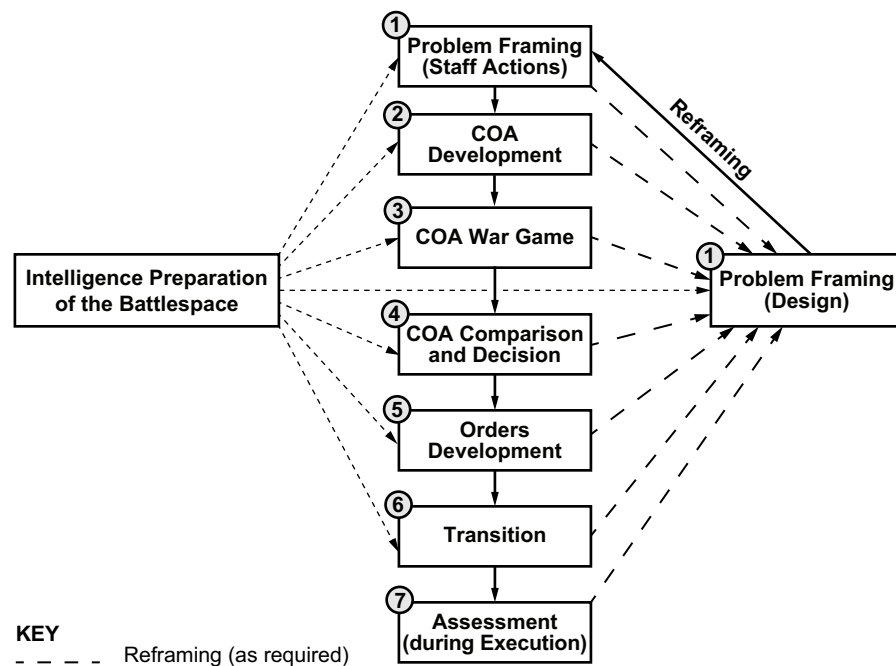 1
Problem Framing
(Staff Actions)
2
COA
Development
3
COA War Game
Intelligence Preparation
of the Battlespace
Reframing
1
Problem Framing
(Design)
4
COA Comparison
and Decision
5
Orders
Development
6
Transition
7
Assessment
(during Execution)
KEY
Reframing (as required)